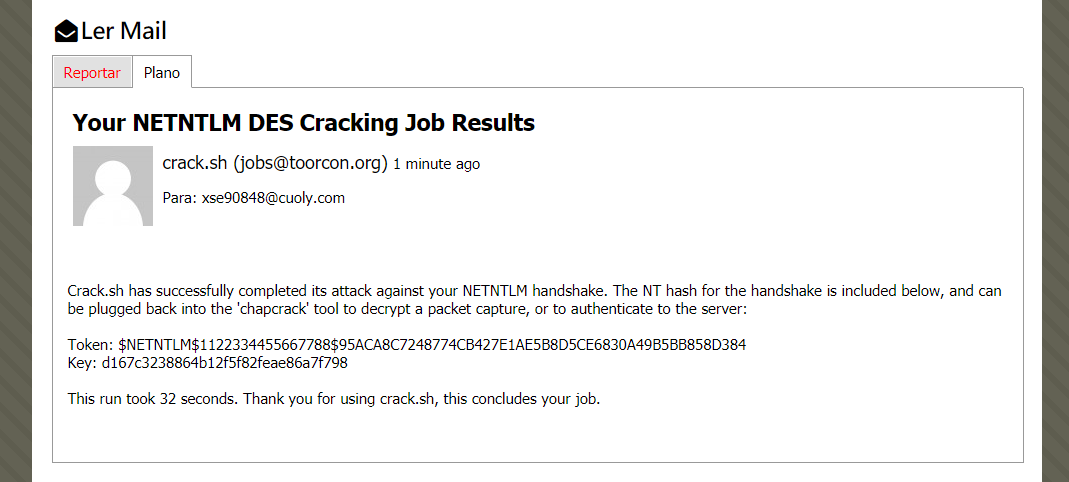 Ler Mail
Reportar
Plano
Your NETNTLM DES Cracking Job Results
crack.sh (jobs@toorcon.org) 1 minute ago
Para: xse90848@cuoly.com
Crack.sh has successfully completed its attack against your NETNTLM handshake. The NT hash for the handshake is included below, and can
be plugged back into the 'chapcrack' tool to decrypt a packet capture, or to authenticate to the server:
Token: $NETNTLM$1122334455667788$95ACA8C7248774CB427E1AE5B8D5CE6830A49B5BB858D384
Key: d167c3238864b12f5f82feae86a7f798
This run took 32 seconds. Thank you for using crack.sh, this concludes your job.